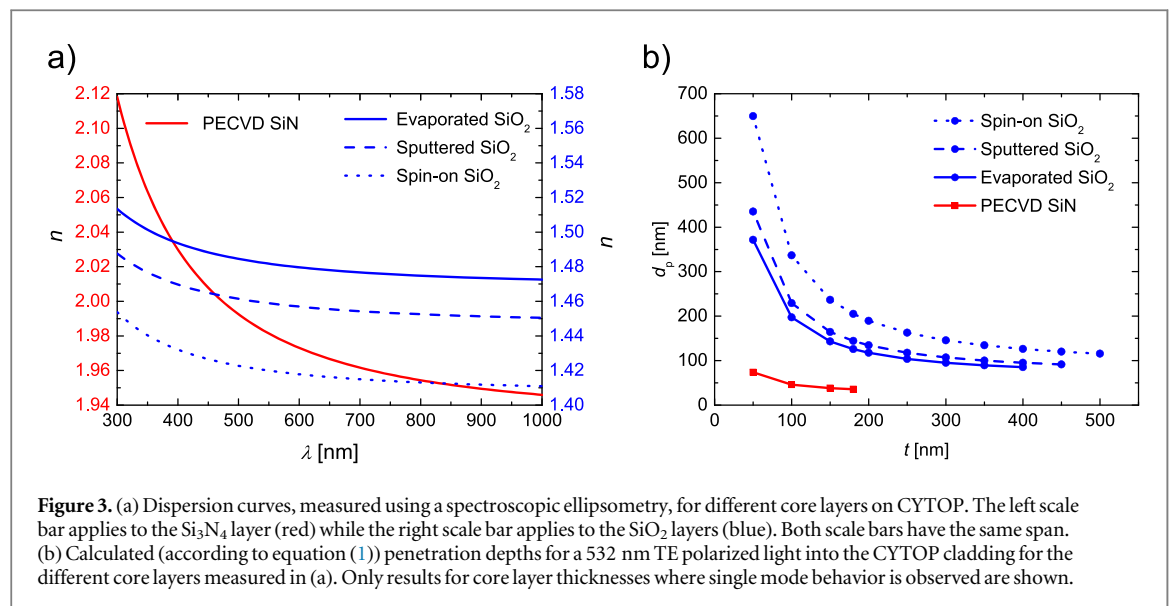 a)
2.12
2.10
2.08
2.06
2.04
2.02
2.00
1.98
1.96
1.94
n
PECVD SiN
Evaporated SiO₂
Sputtered SiO₂
Spin-on SiO₂
1.58
1.56
1.54
1.52
1.50
1.48
1.46
1.44
1.42
1.40
n
300 400 500 600 700 800 900 1000
λ [nm]
b)
700
600
500
400
300
200
100
0
dₚ [nm]
Spin-on SiO₂
Sputtered SiO₂
Evaporated SiO₂
PECVD SiN
0 100 200 300 400 500
t [nm]
Figure 3. (a) Dispersion curves, measured using a spectroscopic ellipsometry, for different core layers on CYTOP. The left scale
bar applies to the Si₃N₄ layer (red) while the right scale bar applies to the SiO₂ layers (blue). Both scale bars have the same span.
(b) Calculated (according to equation (1)) penetration depths for a 532 nm TE polarized light into the CYTOP cladding for the
different core layers measured in (a). Only results for core layer thicknesses where single mode behavior is observed are shown.